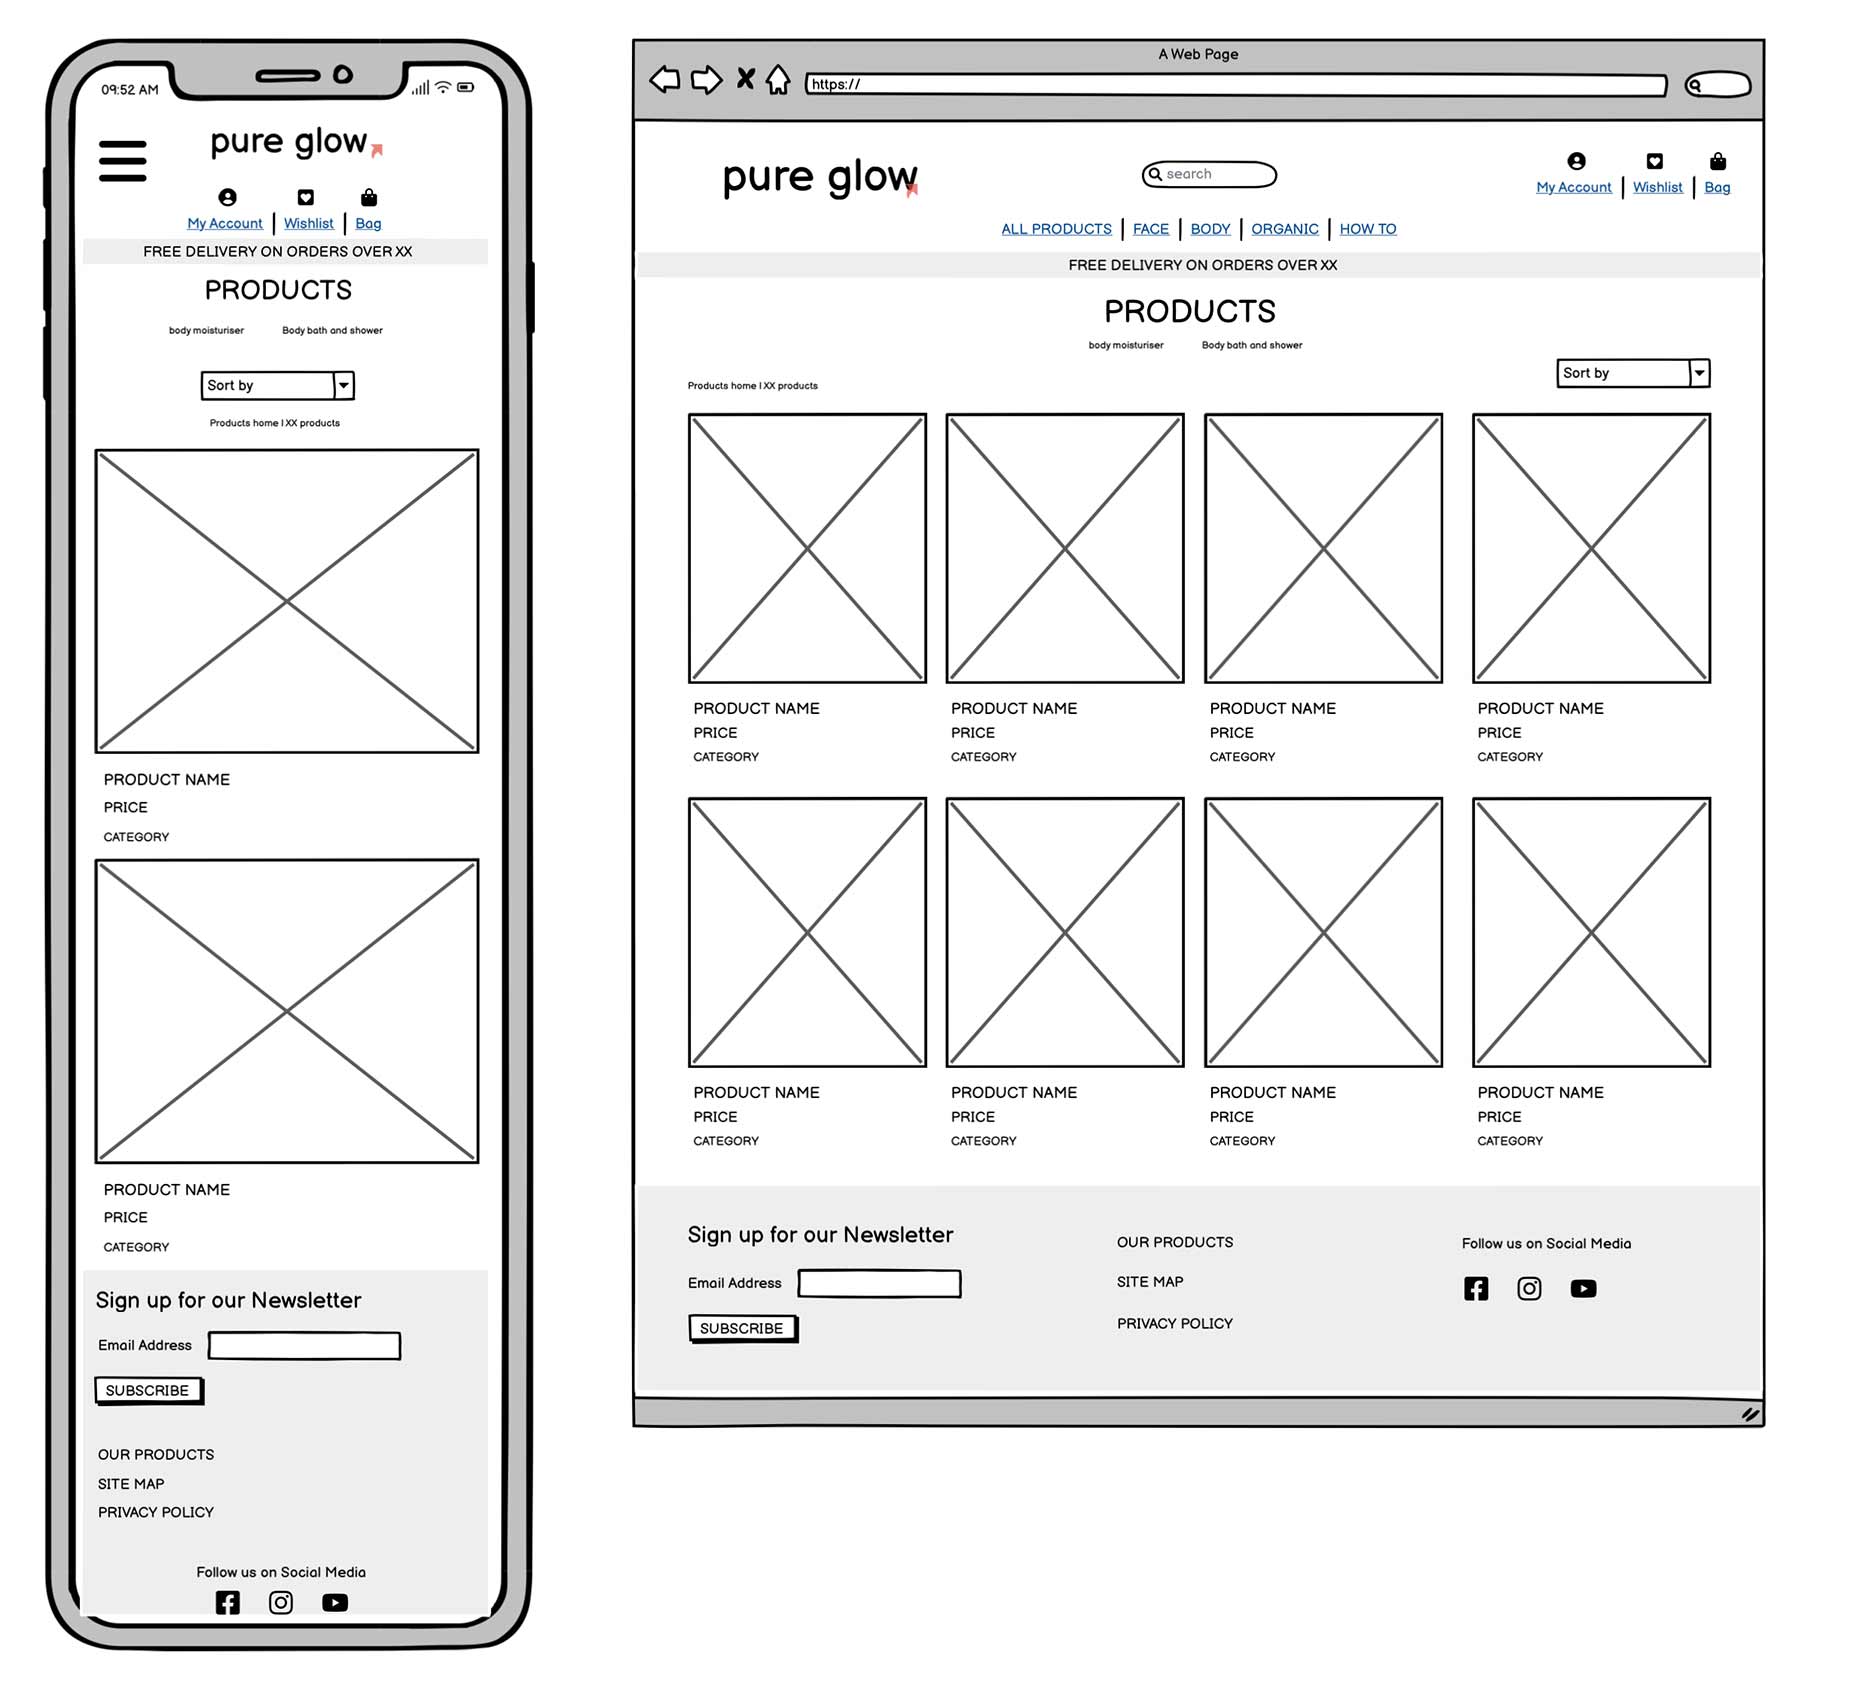 09:52 AM
pure glow
My Account | Wishlist | Bag
FREE DELIVERY ON ORDERS OVER XX
PRODUCTS
body moisturiser Body bath and shower
Sort by
Products home | XX products
PRODUCT NAME
PRICE
CATEGORY
PRODUCT NAME
PRICE
CATEGORY
Sign up for our Newsletter
Email Address
SUBSCRIBE
OUR PRODUCTS
SITE MAP
PRIVACY POLICY
Follow us on Social Media
A Web Page
https://
pure glow
search
My Account | Wishlist | Bag
ALL PRODUCTS | FACE | BODY | ORGANIC | HOW TO
FREE DELIVERY ON ORDERS OVER XX
PRODUCTS
body moisturiser Body bath and shower
Sort by
Products home | XX products
PRODUCT NAME PRODUCT NAME PRODUCT NAME PRODUCT NAME
PRICE PRICE PRICE PRICE
CATEGORY CATEGORY CATEGORY CATEGORY
PRODUCT NAME PRODUCT NAME PRODUCT NAME PRODUCT NAME
PRICE PRICE PRICE PRICE
CATEGORY CATEGORY CATEGORY CATEGORY
Sign up for our Newsletter
Email Address
SUBSCRIBE
OUR PRODUCTS
SITE MAP
PRIVACY POLICY
Follow us on Social Media